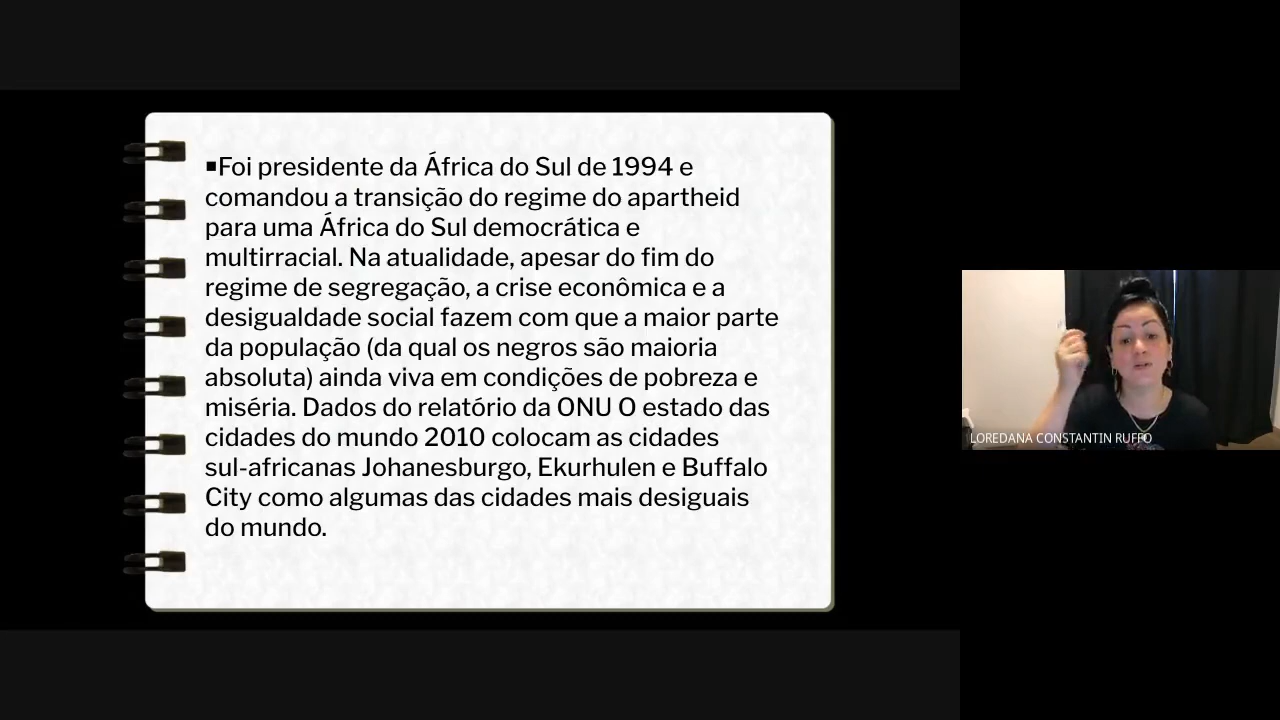 ▪Foi presidente da África do Sul de 1994 e
comandou a transição do regime do apartheid
para uma África do Sul democrática e
multirracial. Na atualidade, apesar do fim do
regime de segregação, a crise econômica e a
desigualdade social fazem com que a maior parte
da população (da qual os negros são maioria
absoluta) ainda viva em condições de pobreza e
miséria. Dados do relatório da ONU O estado das
cidades do mundo 2010 colocam as cidades
sul-africanas Johanesburgo, Ekurhulen e Buffalo
City como algumas das cidades mais desiguais
do mundo.
LOREDANA CONSTANTIN RUFFO